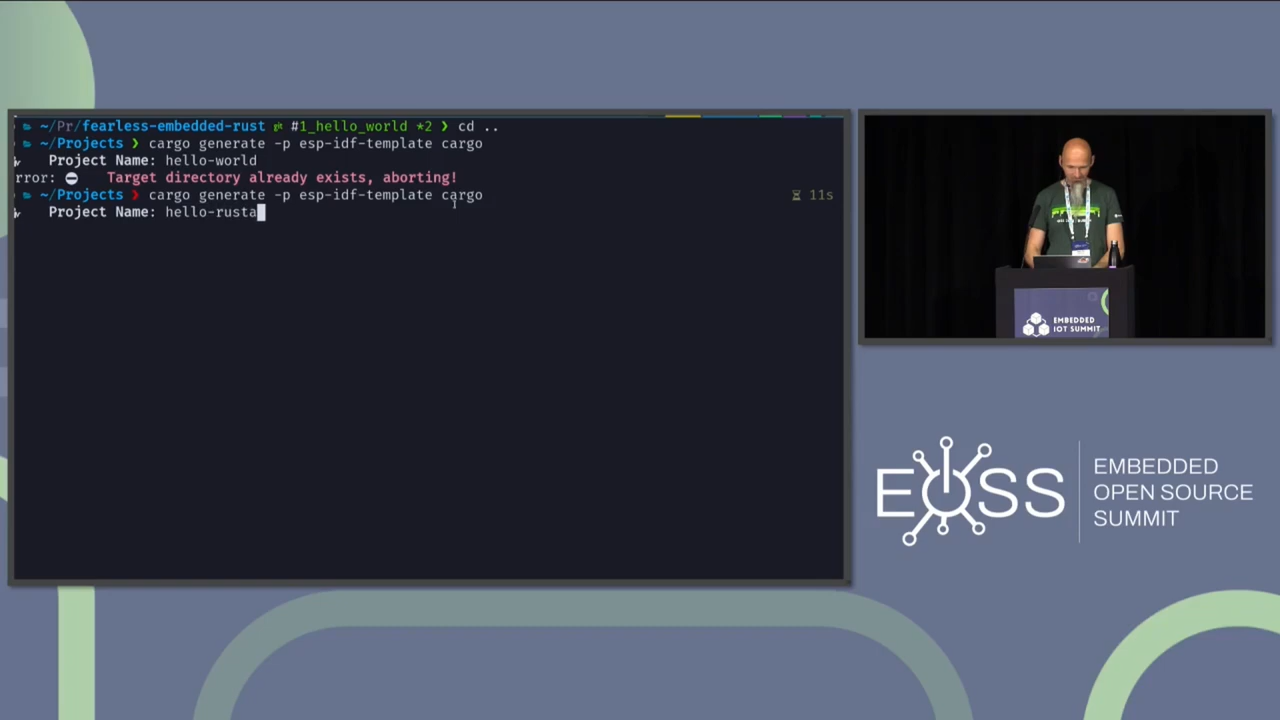 ~/Pr/fearless-embedded-rust #1_hello_world *2 ❯ cd ..
~/Projects ❯ cargo generate -p esp-idf-template cargo
Project Name: hello-world
rror: ⛔ Target directory already exists, aborting!
~/Projects ❯ cargo generate -p esp-idf-template cargo 11s
Project Name: hello-rusta
EMBEDDED
IOT SUMMIT
EOSS
EMBEDDED
OPEN SOURCE
SUMMIT